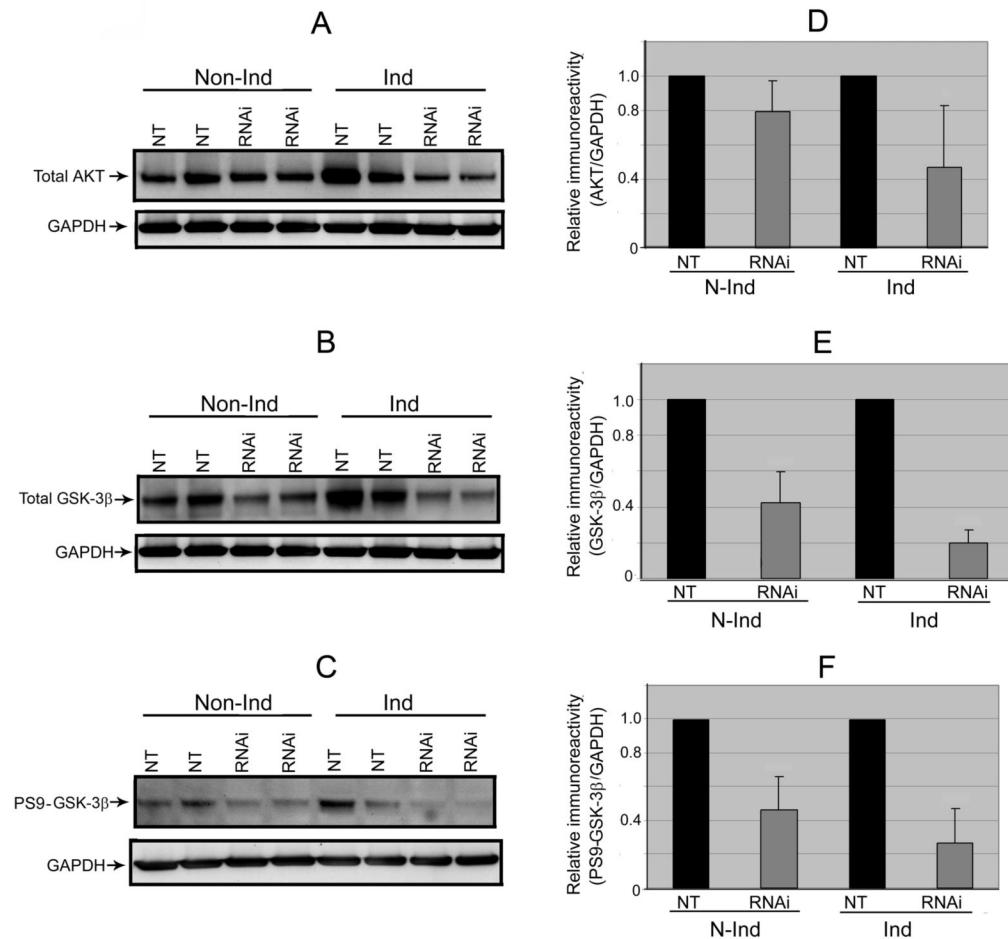 A
Non-Ind Ind
NT NT RNAi RNAi NT NT RNAi RNAi
Total AKT
GAPDH
B
Non-Ind Ind
NT NT RNAi RNAi NT NT RNAi RNAi
Total GSK-3β
GAPDH
C
Non-Ind Ind
NT NT RNAi RNAi NT NT RNAi RNAi
PS9-GSK-3β
GAPDH
D
Relative immunoreactivity
(AKT/GAPDH)
1.0
0.8
0.4
0
NT RNAi NT RNAi
N-Ind Ind
E
Relative immunoreactivity
(GSK-3β/GAPDH)
1.0
0.8
0.4
0
NT RNAi NT RNAi
N-Ind Ind
F
Relative immunoreactivity
(PS9-GSK-3β/GAPDH)
1.0
0.8
0.4
0
NT RNAi NT RNAi
N-Ind Ind